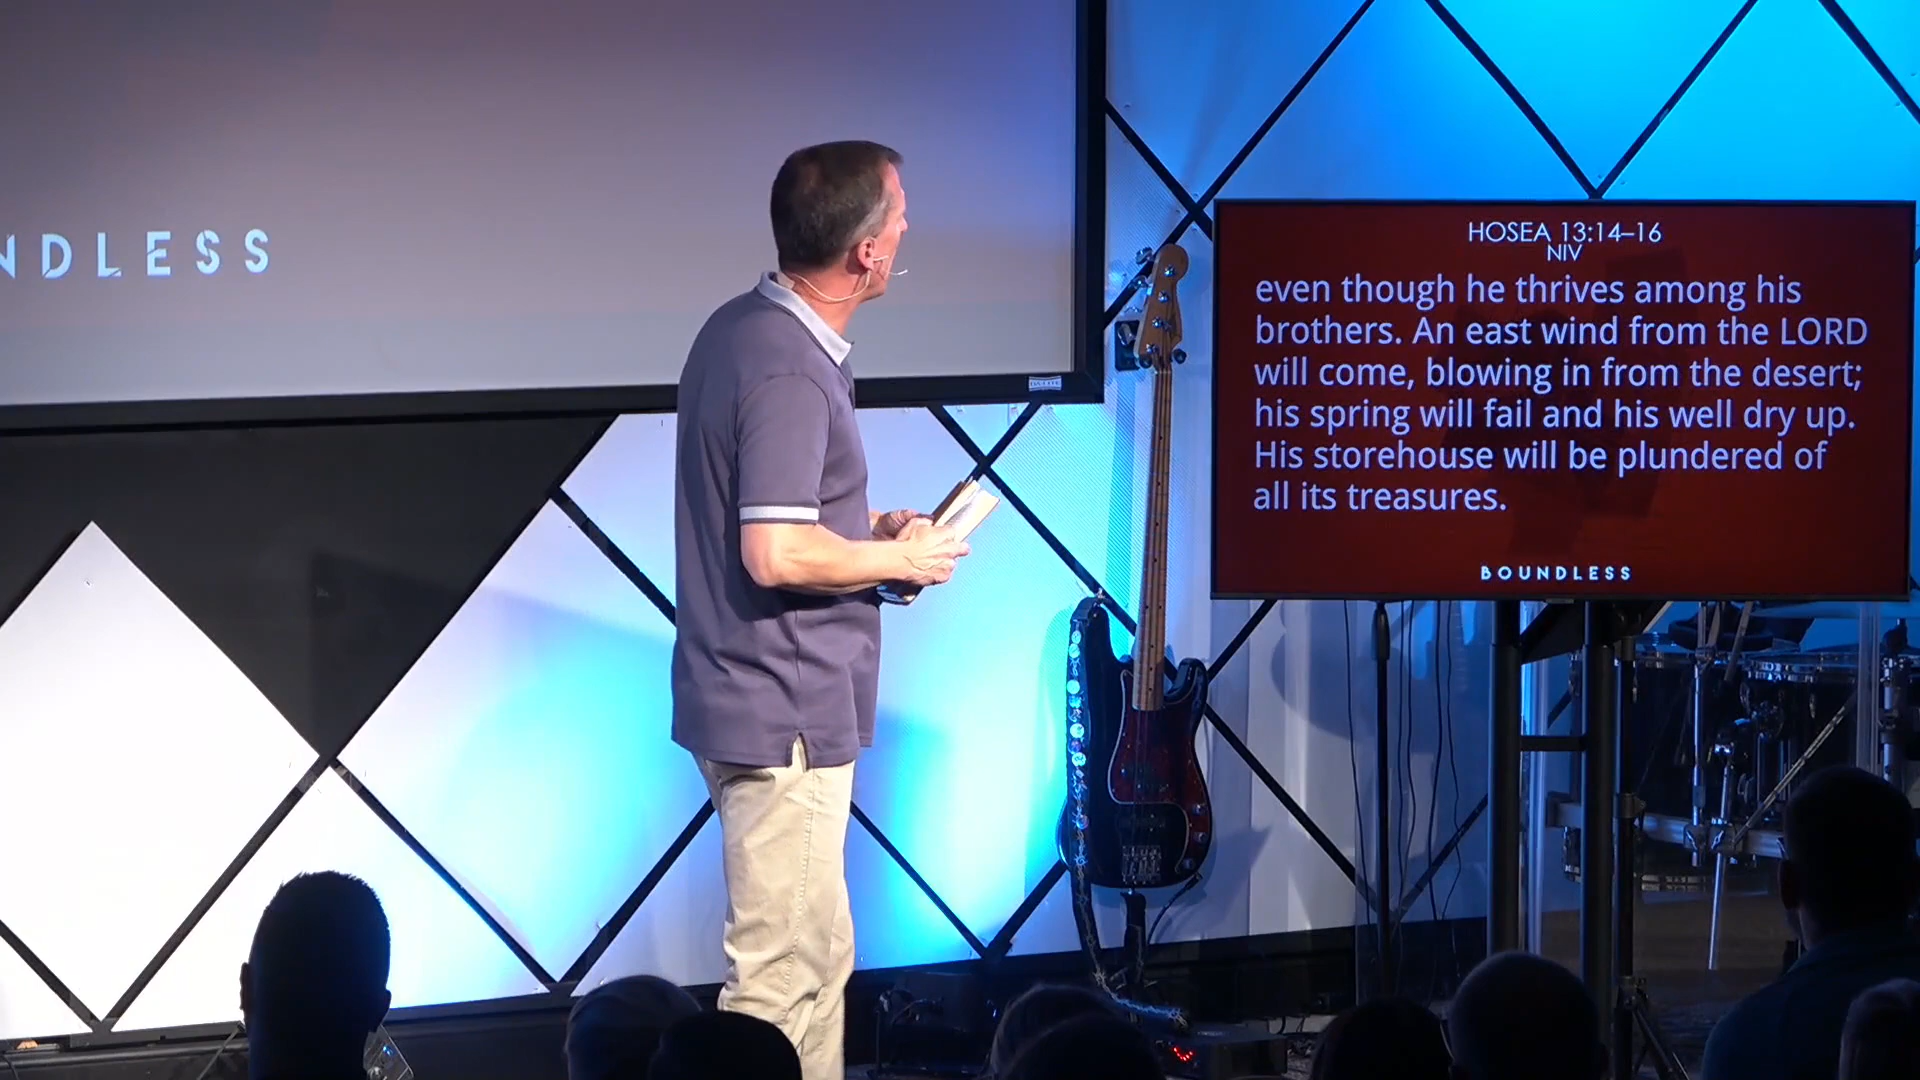 NDLESS
HOSEA 13:14–16
NIV
even though he thrives among his
brothers. An east wind from the LORD
will come, blowing in from the desert;
his spring will fail and his well dry up.
His storehouse will be plundered of
all its treasures.
BOUNDLESS